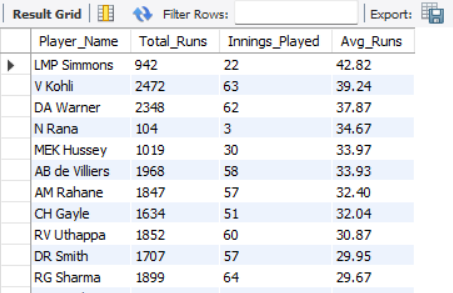 Result Grid Filter Rows: Export:
Player_Name Total_Runs Innings_Played Avg_Runs
LMP Simmons 942 22 42.82
V Kohli 2472 63 39.24
DA Warner 2348 62 37.87
N Rana 104 3 34.67
MEK Hussey 1019 30 33.97
AB de Villiers 1968 58 33.93
AM Rahane 1847 57 32.40
CH Gayle 1634 51 32.04
RV Uthappa 1852 60 30.87
DR Smith 1707 57 29.95
RG Sharma 1899 64 29.67